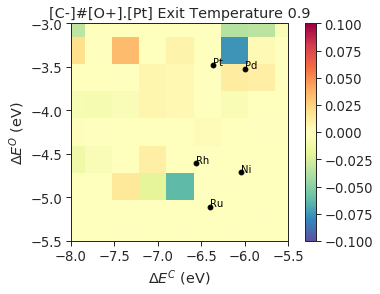 [C-]#[O+].[Pt] Exit Temperature 0.9
ΔE^O (eV)
−3.0
−3.5
−4.0
−4.5
−5.0
−5.5
−8.0 −7.5 −7.0 −6.5 −6.0 −5.5
ΔE^C (eV)
Pt
Pd
Rh
Ni
Ru
0.100
0.075
0.050
0.025
0.000
−0.025
−0.050
−0.075
−0.100